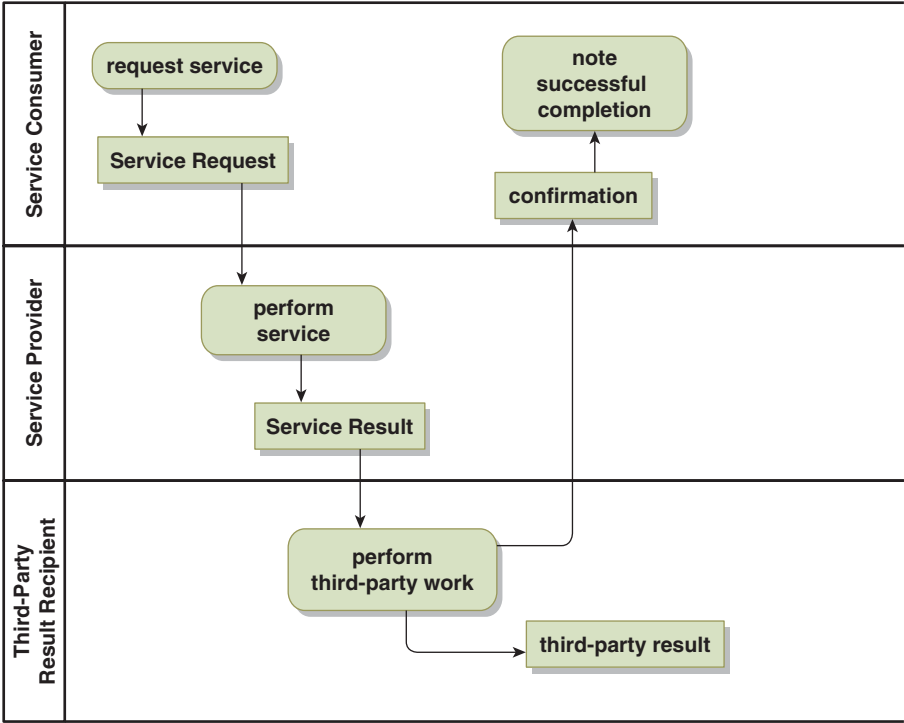 Service Consumer
request service
Service Request
note
successful
completion
confirmation
Service Provider
perform
service
Service Result
Third-Party
Result Recipient
perform
third-party work
third-party result